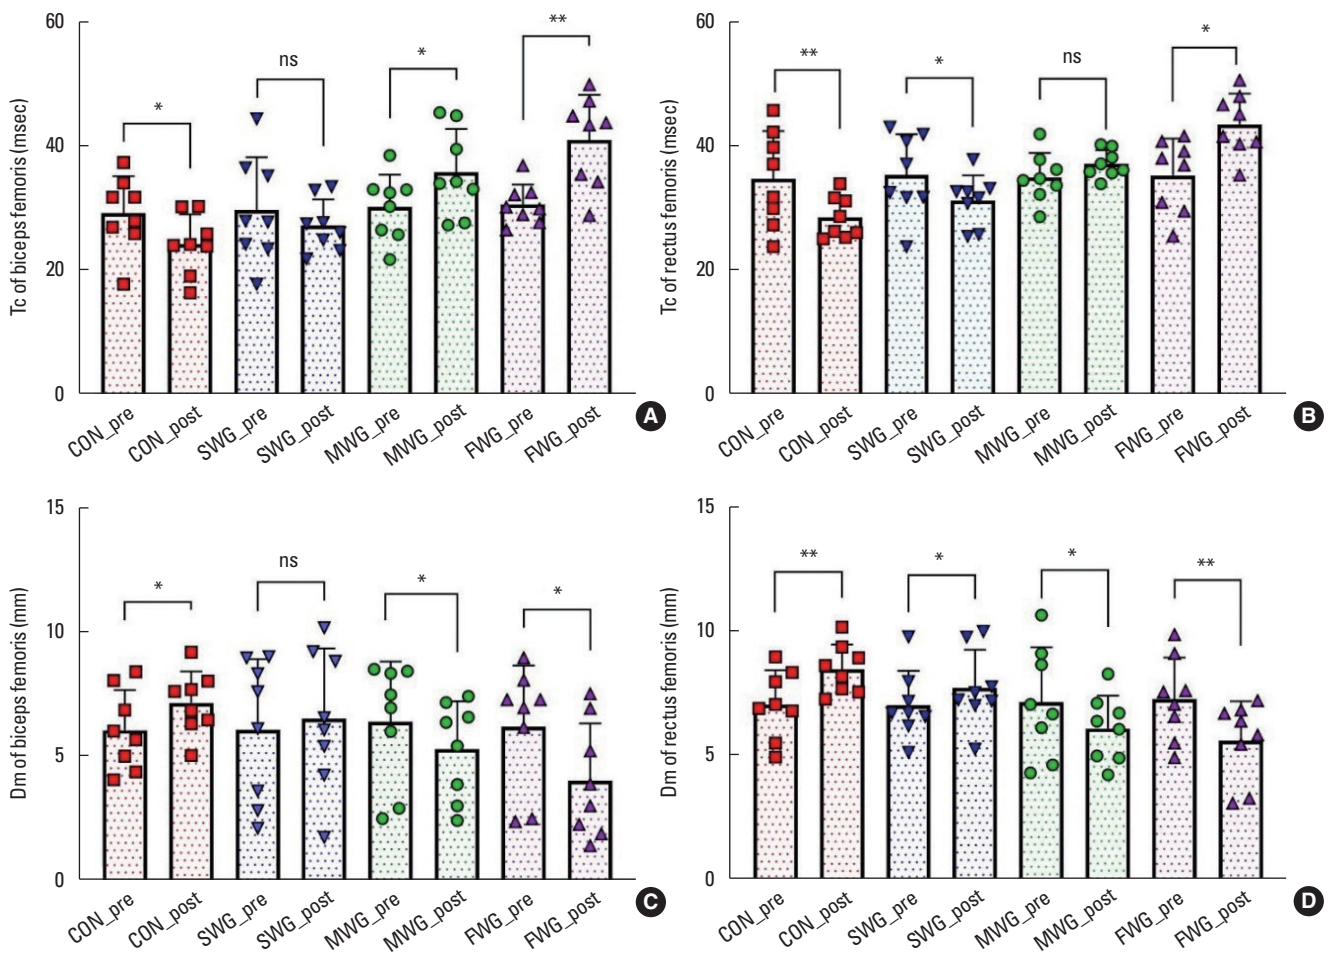 60
40
20
0
Tc of biceps femoris (msec)
*
ns
*
**
CON_pre
CON_post
SWG_pre
SWG_post
MWG_pre
MWG_post
FWG_pre
FWG_post
A
60
40
20
0
Tc of rectus femoris (msec)
**
*
ns
*
CON_pre
CON_post
SWG_pre
SWG_post
MWG_pre
MWG_post
FWG_pre
FWG_post
B
15
10
5
0
Dm of biceps femoris (mm)
*
ns
*
*
CON_pre
CON_post
SWG_pre
SWG_post
MWG_pre
MWG_post
FWG_pre
FWG_post
C
15
10
5
0
Dm of rectus femoris (mm)
**
*
*
**
CON_pre
CON_post
SWG_pre
SWG_post
MWG_pre
MWG_post
FWG_pre
FWG_post
D